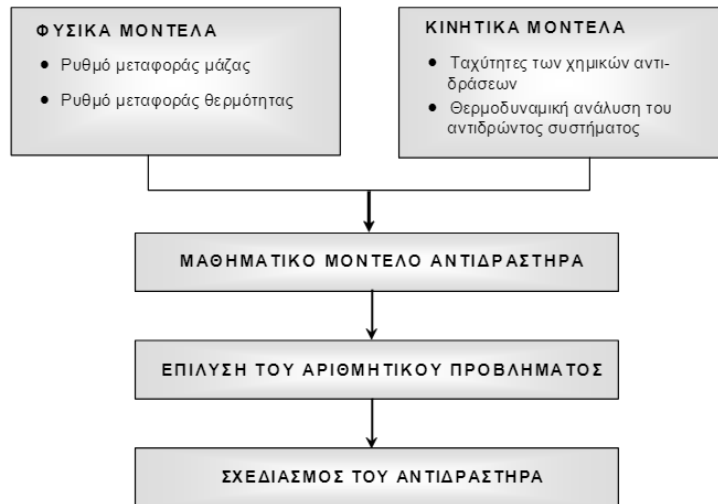 ΦΥΣΙΚΑ ΜΟΝΤΕΛΑ
● Ρυθμό μεταφοράς μάζας
● Ρυθμό μεταφοράς θερμότητας
ΚΙΝΗΤΙΚΑ ΜΟΝΤΕΛΑ
● Ταχύτητες των χημικών αντι-
δράσεων
● Θερμοδυναμική ανάλυση του
αντιδρώντος συστήματος
ΜΑΘΗΜΑΤΙΚΟ ΜΟΝΤΕΛΟ ΑΝΤΙΔΡΑΣΤΗΡΑ
ΕΠΙΛΥΣΗ ΤΟΥ ΑΡΙΘΜΗΤΙΚΟΥ ΠΡΟΒΛΗΜΑΤΟΣ
ΣΧΕΔΙΑΣΜΟΣ ΤΟΥ ΑΝΤΙΔΡΑΣΤΗΡΑ